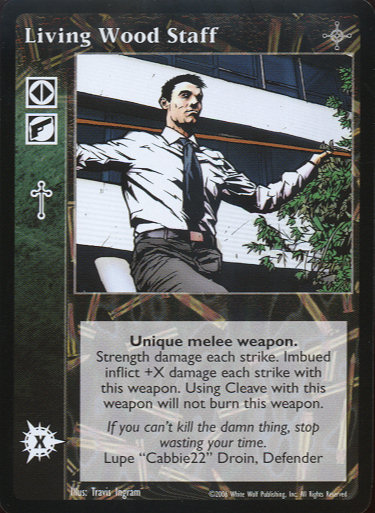 Living Wood Staff
Unique melee weapon.
Strength damage each strike. Imbued
inflict +X damage each strike with
this weapon. Using Cleave with this
weapon will not burn this weapon.
If you can't kill the damn thing, stop
wasting your time.
Lupe "Cabbie22" Droin, Defender
X
Illus: Travis Ingram
©2006 White Wolf Publishing, Inc. All Rights Reserved.